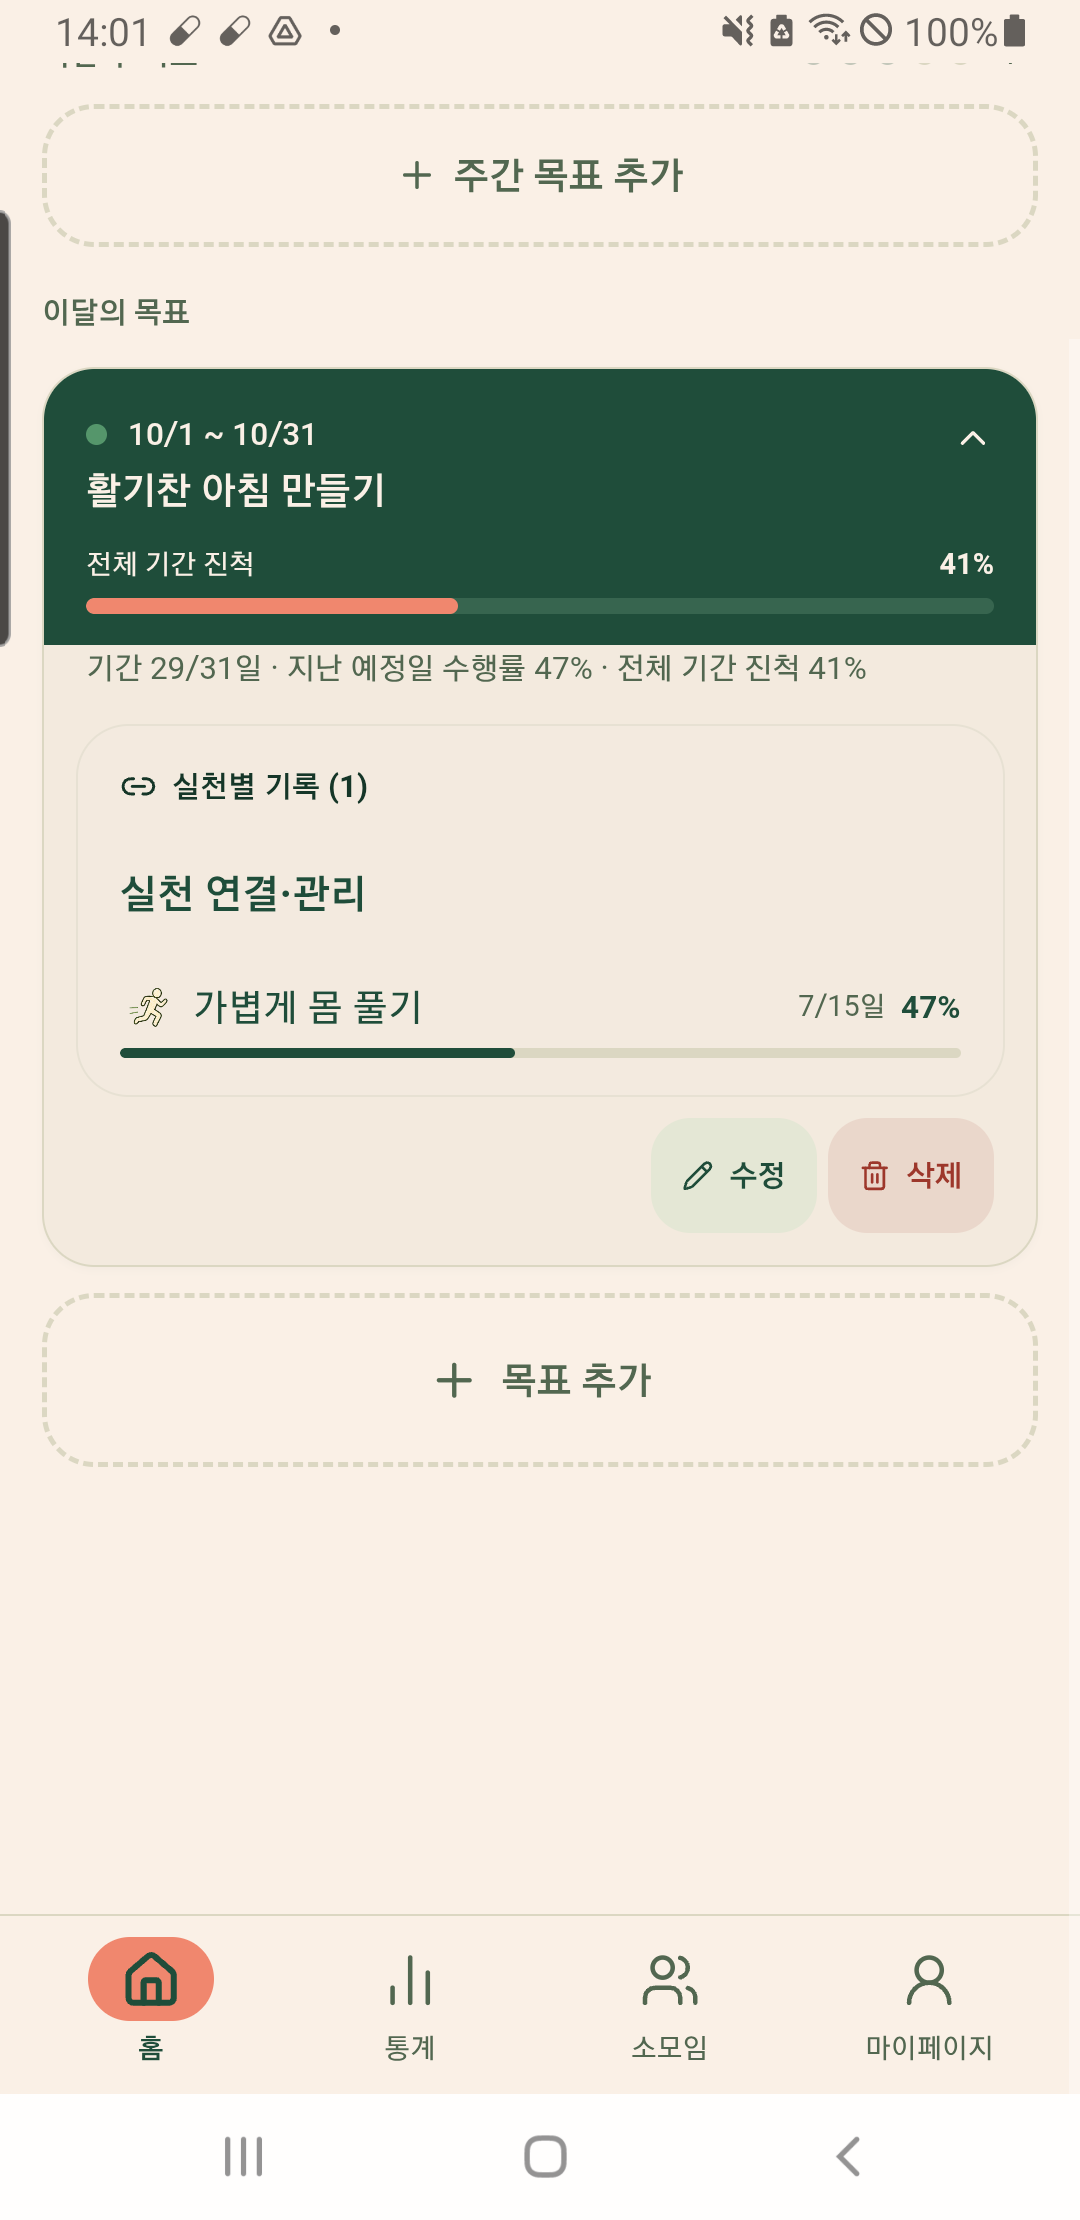 14:01
100%
+ 주간 목표 추가
이달의 목표
10/1 ~ 10/31
활기찬 아침 만들기
전체 기간 진척 41%
기간 29/31일 · 지난 예정일 수행률 47% · 전체 기간 진척 41%
실천별 기록 (1)
실천 연결·관리
가볍게 몸 풀기 7/15일 47%
수정 삭제
+ 목표 추가
홈 통계 소모임 마이페이지